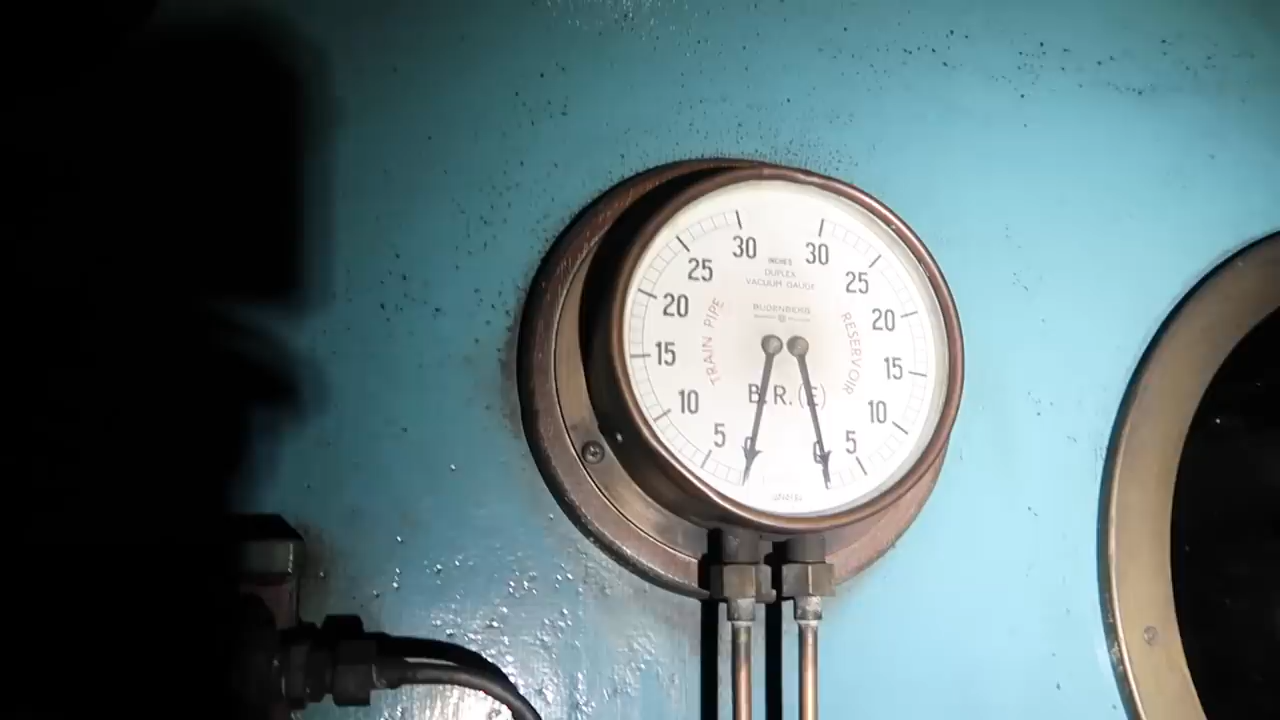 30 30
INCHES
25 DUPLEX 25
VACUUM GAUGE
20 BUDENBERG 20
TRAIN PIPE RESERVOIR
15 15
B.R.(E)
10 10
5 5
0 0